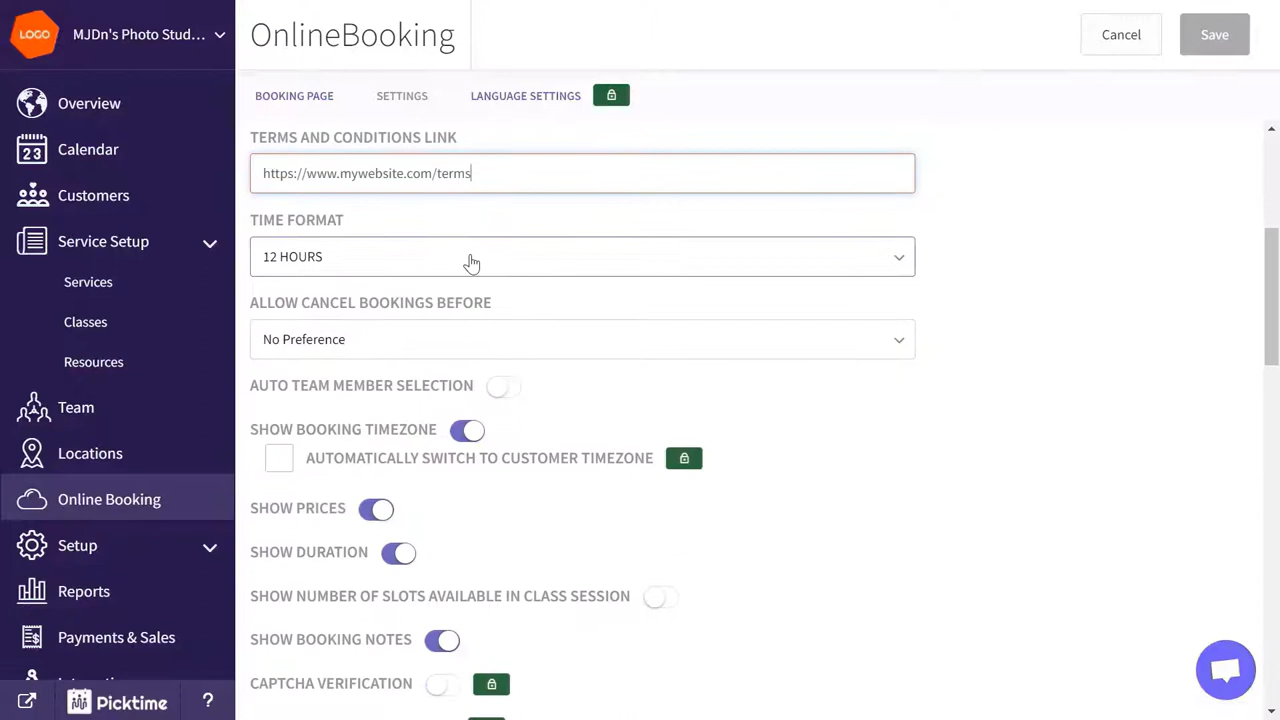 LOGO
MJDn's Photo Stud...
OnlineBooking
Cancel
Save
BOOKING PAGE
SETTINGS
LANGUAGE SETTINGS
Overview
23
Calendar
Customers
Service Setup
Services
Classes
Resources
Team
Locations
Online Booking
Setup
Reports
Payments & Sales
Picktime
?
TERMS AND CONDITIONS LINK
https://www.mywebsite.com/terms
TIME FORMAT
12 HOURS
ALLOW CANCEL BOOKINGS BEFORE
No Preference
AUTO TEAM MEMBER SELECTION
SHOW BOOKING TIMEZONE
AUTOMATICALLY SWITCH TO CUSTOMER TIMEZONE
SHOW PRICES
SHOW DURATION
SHOW NUMBER OF SLOTS AVAILABLE IN CLASS SESSION
SHOW BOOKING NOTES
CAPTCHA VERIFICATION